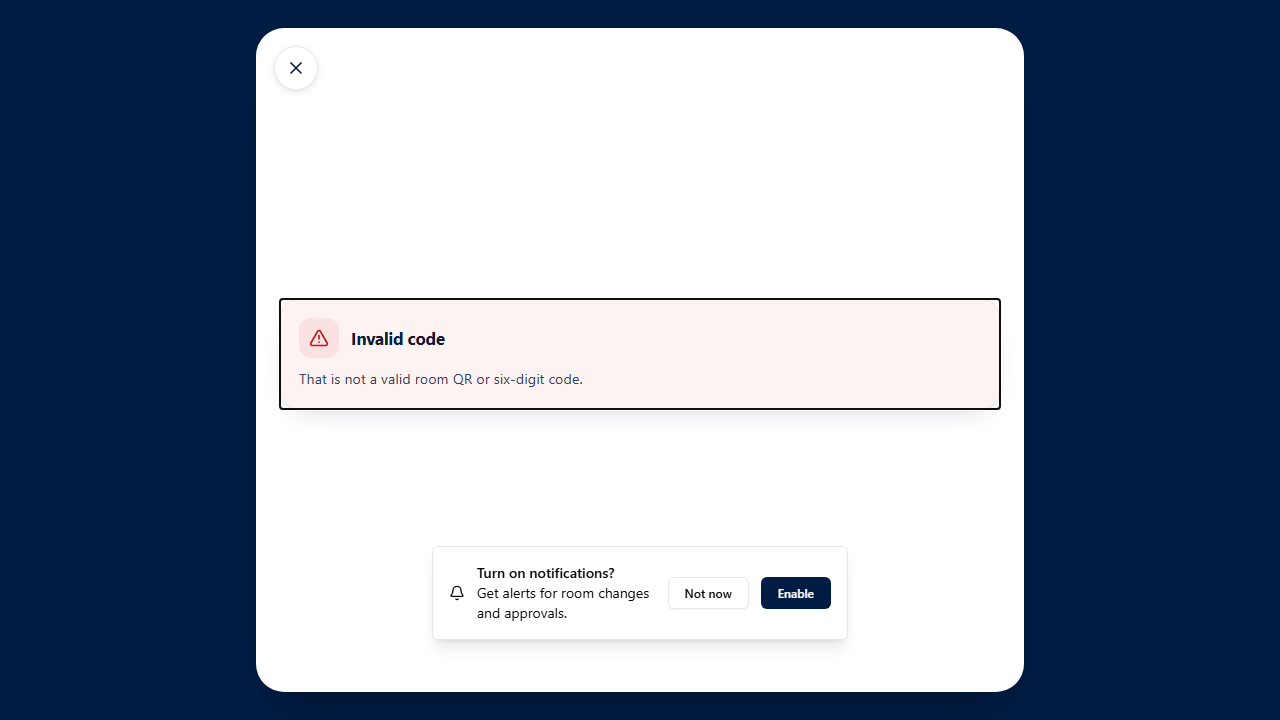 Invalid code
That is not a valid room QR or six-digit code.
Turn on notifications?
Get alerts for room changes
and approvals.
Not now
Enable